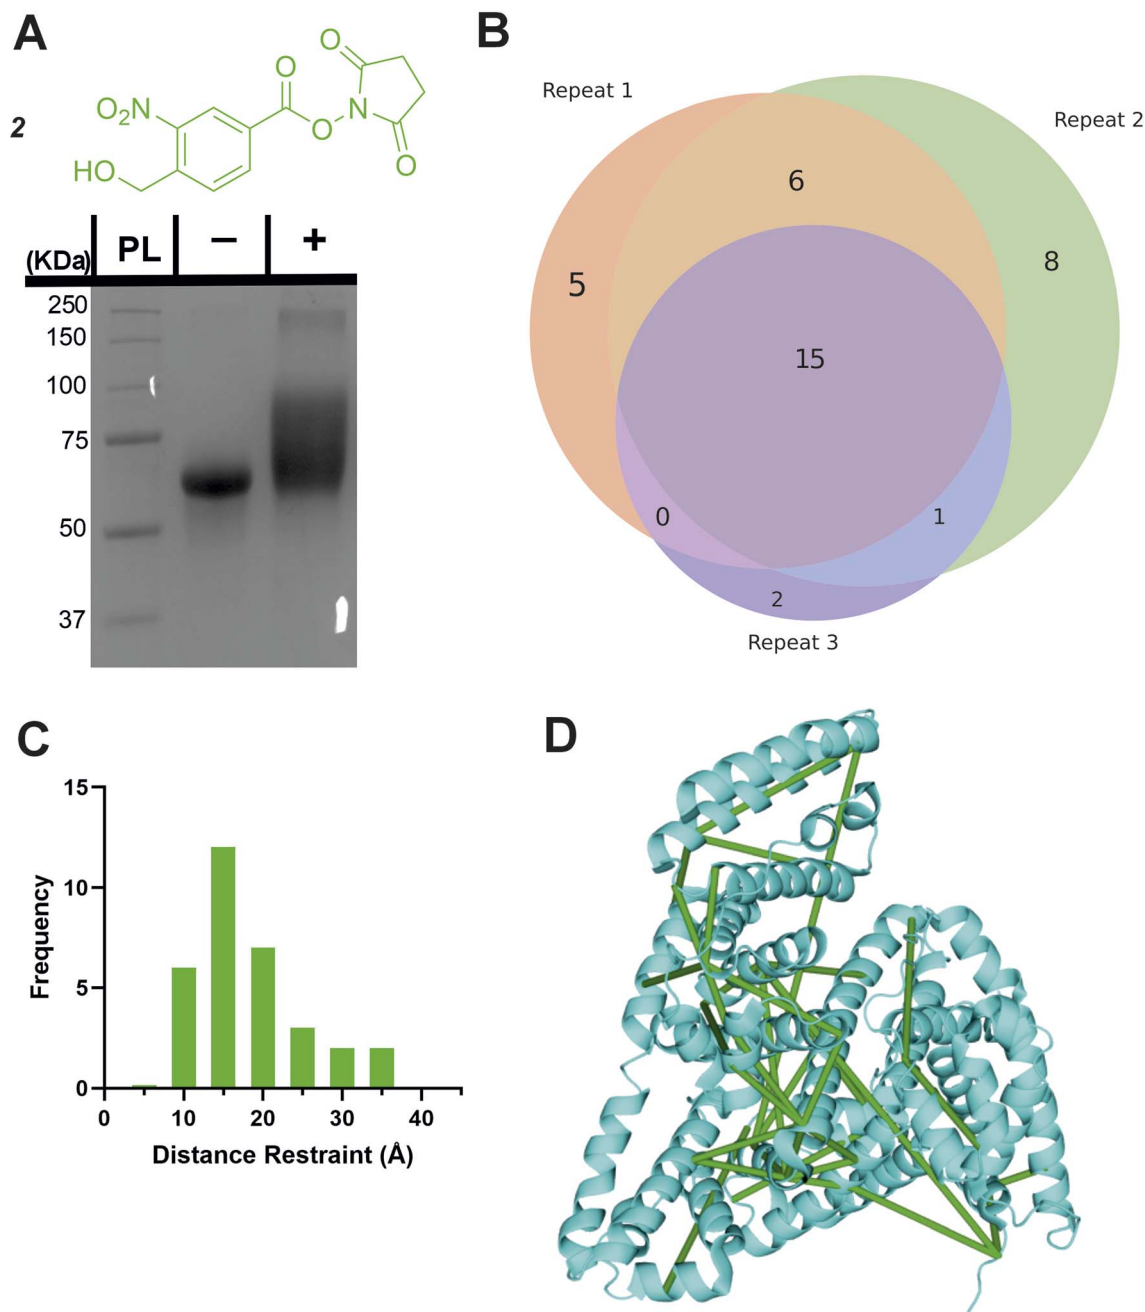 A
2
O₂N
HO
O
O
O
N
O
(KDa)
PL
–
+
250
150
100
75
50
37
B
Repeat 1
Repeat 2
6
5
8
15
0
1
2
Repeat 3
C
Frequency
15
10
5
0
0
10
20
30
40
Distance Restraint (Å)
D